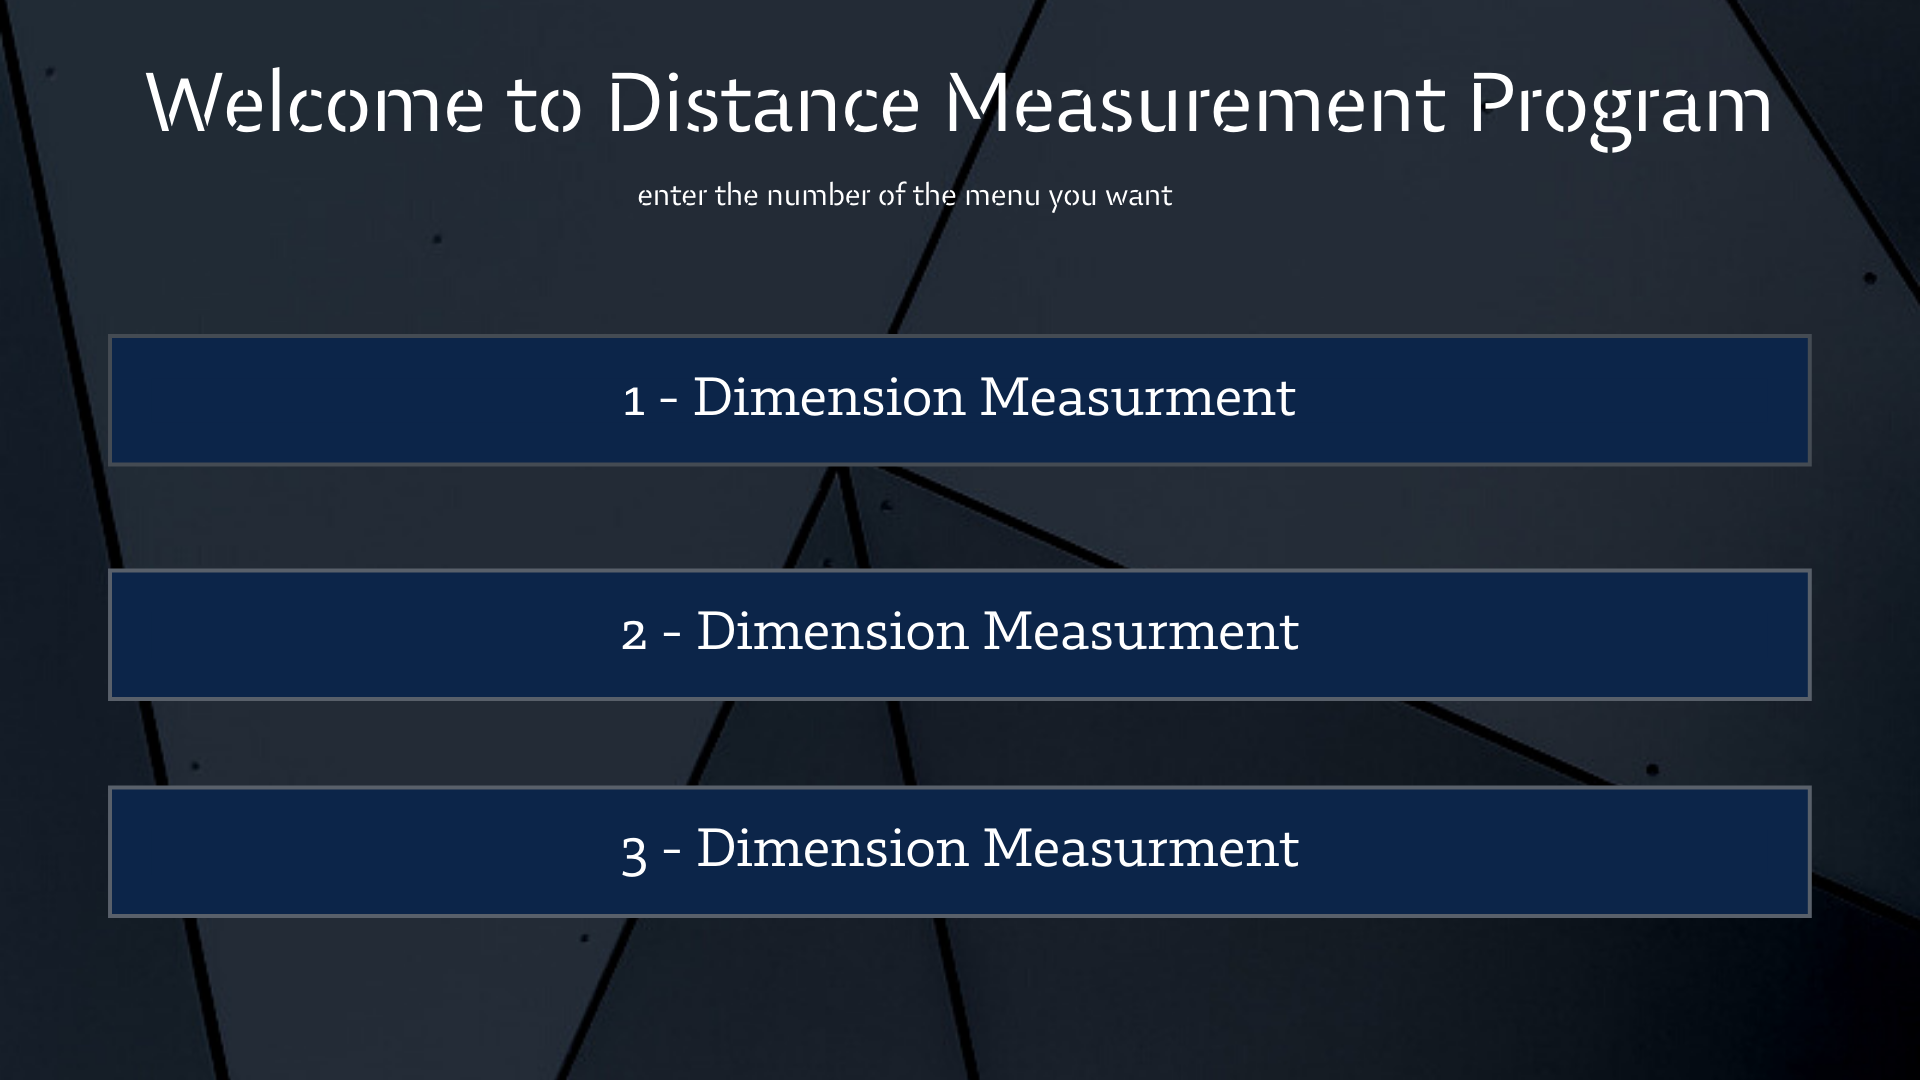 Welcome to Distance Measurement Program
enter the number of the menu you want
1 - Dimension Measurment
2 - Dimension Measurment
3 - Dimension Measurment